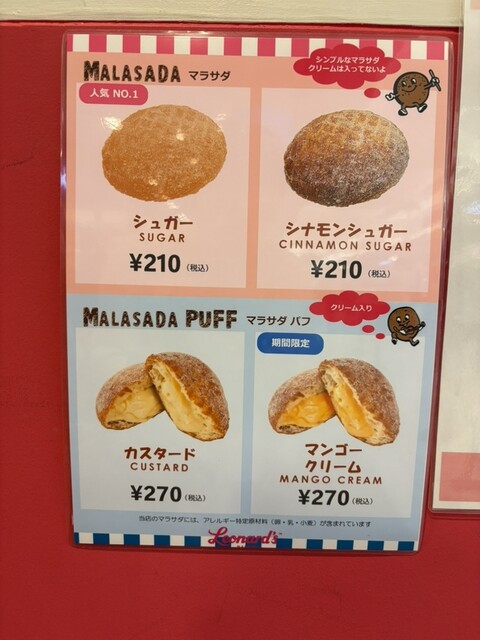 MALASADA マラサダ
シンプルなマラサダ
クリームは入ってないよ
人気 NO.1
シュガー
SUGAR
¥210(税込)
シナモンシュガー
CINNAMON SUGAR
¥210(税込)
MALASADA PUFF マラサダ パフ
クリーム入り
期間限定
カスタード
CUSTARD
¥270(税込)
マンゴー
クリーム
MANGO CREAM
¥270(税込)
当店のマラサダには、アレルギー特定原材料(卵・乳・小麦)が含まれています
Leonard's